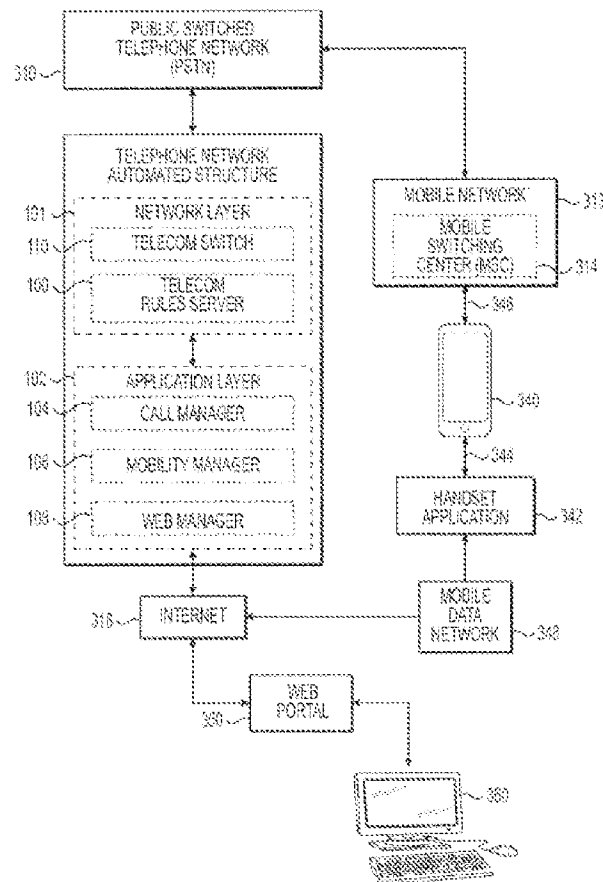 PUBLIC SWITCHED
TELEPHONE NETWORK
(PSTN)
310
TELEPHONE NETWORK
AUTOMATED STRUCTURE
101
NETWORK LAYER
110
TELECOM SWITCH
100
TELECOM
RULES SERVER
102
APPLICATION LAYER
104
CALL MANAGER
106
MOBILITY MANAGER
108
WEB MANAGER
MOBILE NETWORK
MOBILE
SWITCHING
CENTER (MSC)
314
346
340
344
HANDSET
APPLICATION
342
INTERNET
MOBILE
DATA
NETWORK
348
WEB
PORTAL